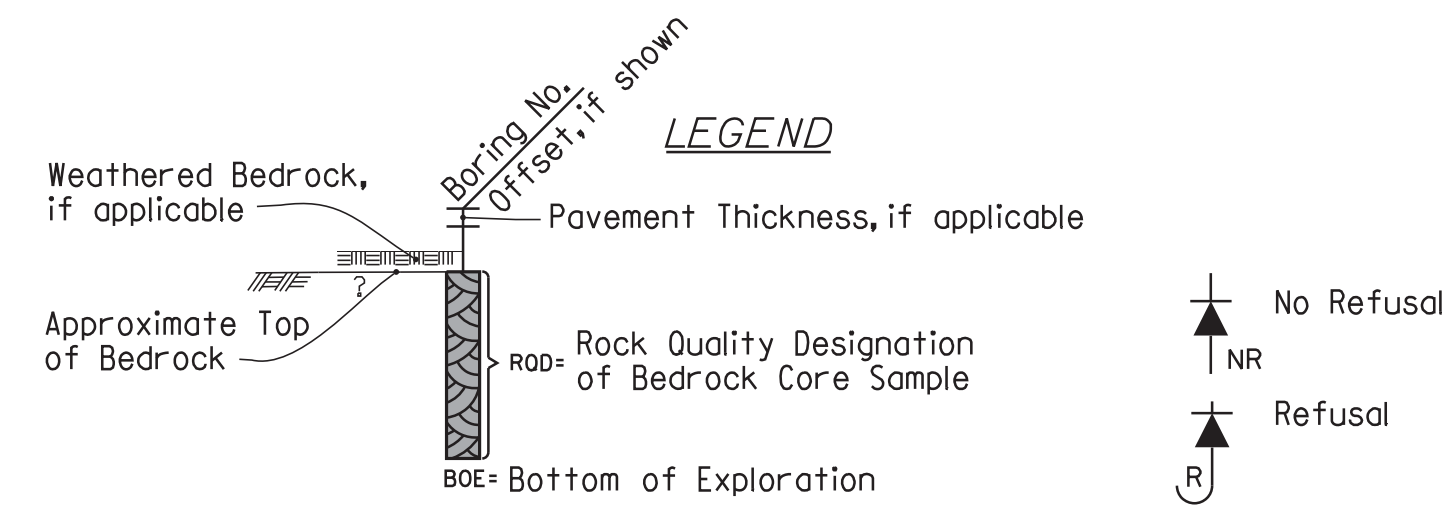 Boring No.
Offset, if shown
LEGEND
Weathered Bedrock,
if applicable
Pavement Thickness, if applicable
?
Approximate Top
of Bedrock
RQD= Rock Quality Designation
of Bedrock Core Sample
BOE= Bottom of Exploration
No Refusal
NR
Refusal
R